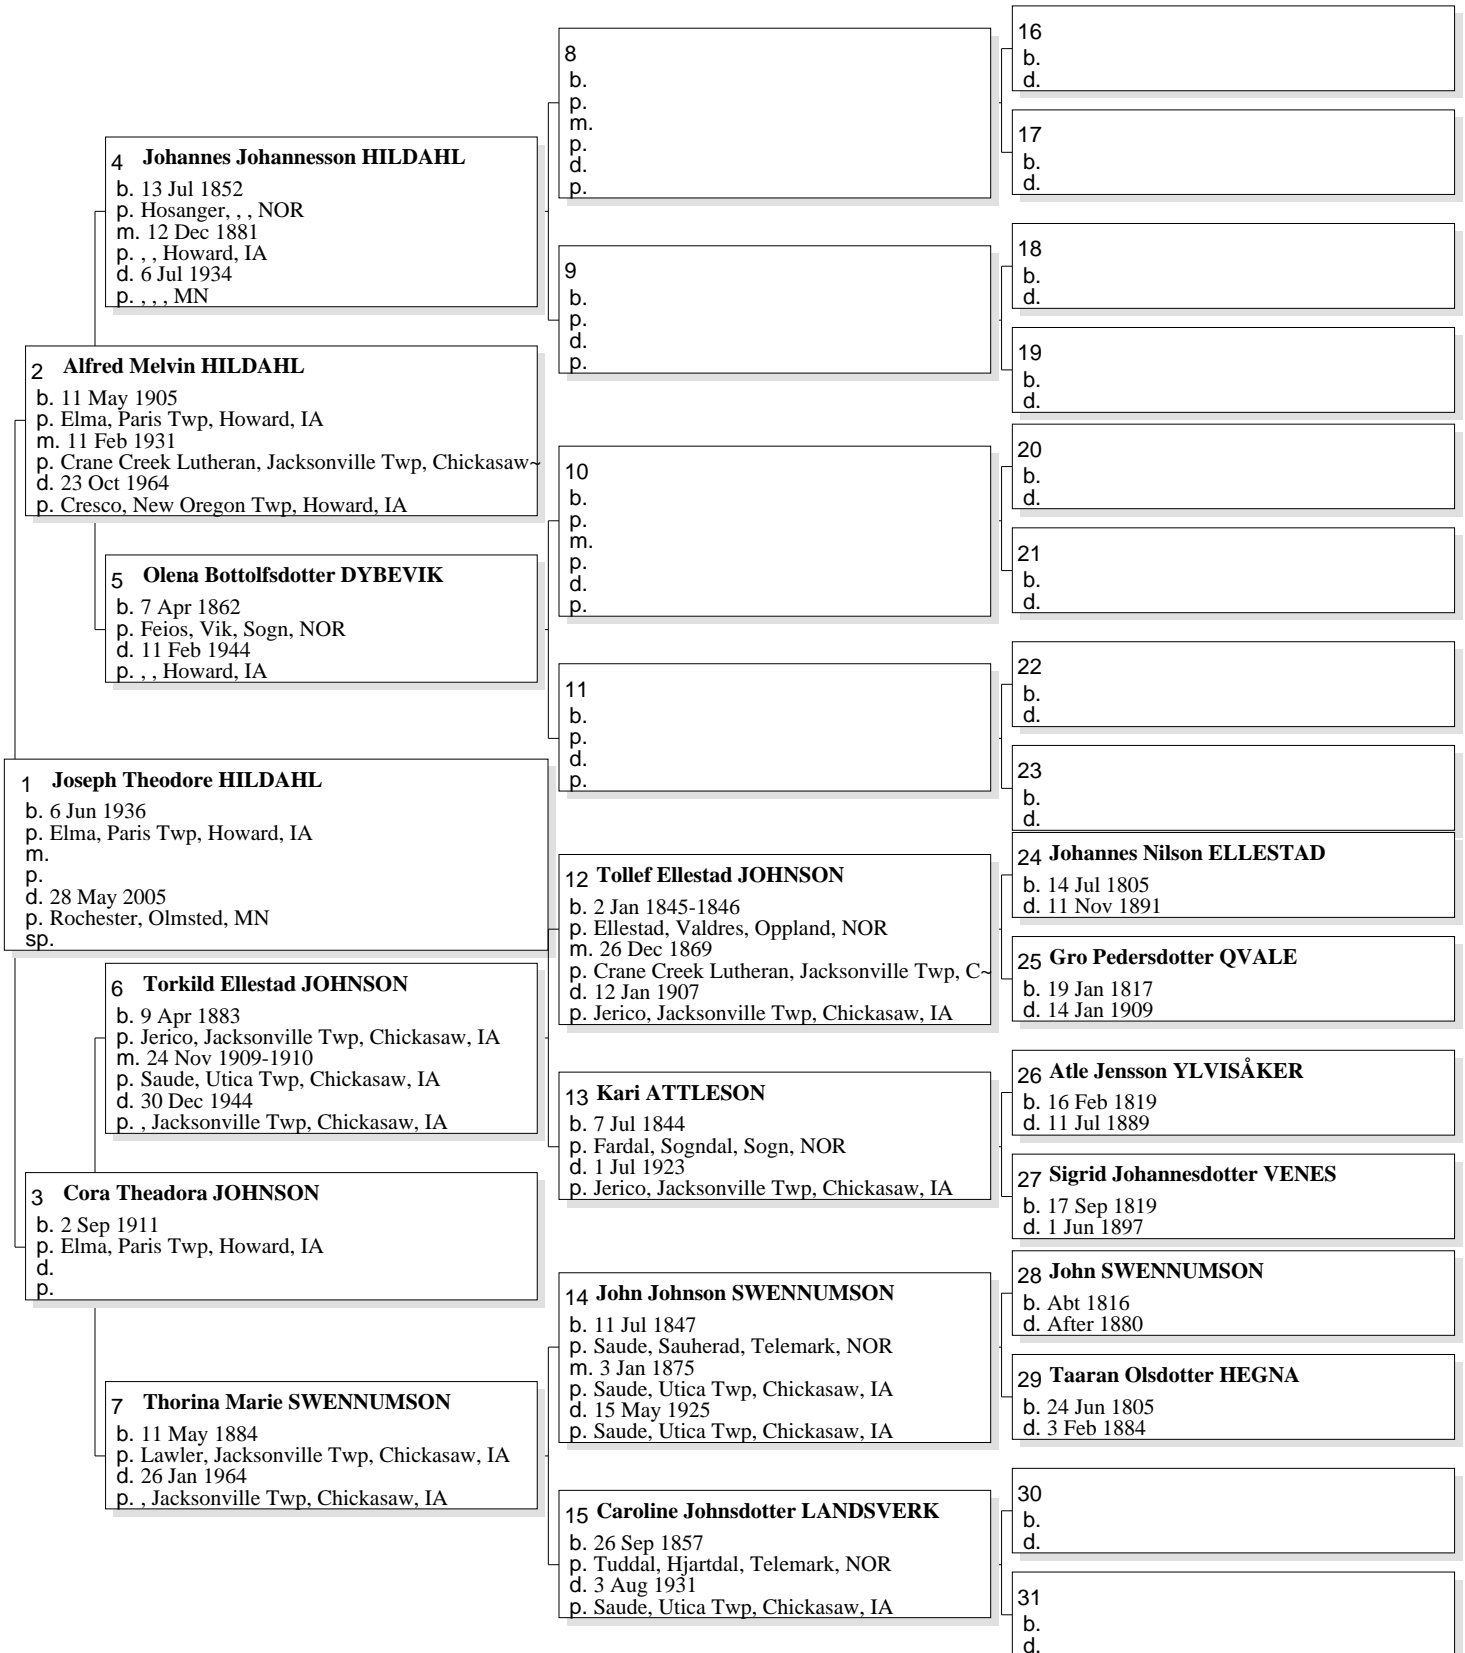 1 Joseph Theodore HILDAHL
b. 6 Jun 1936
p. Elma, Paris Twp, Howard, IA
m.
p.
d. 28 May 2005
p. Rochester, Olmsted, MN
sp.
2 Alfred Melvin HILDAHL
b. 11 May 1905
p. Elma, Paris Twp, Howard, IA
m. 11 Feb 1931
p. Crane Creek Lutheran, Jacksonville Twp, Chickasaw~
d. 23 Oct 1964
p. Cresco, New Oregon Twp, Howard, IA
3 Cora Theadora JOHNSON
b. 2 Sep 1911
p. Elma, Paris Twp, Howard, IA
d.
p.
4 Johannes Johannesson HILDAHL
b. 13 Jul 1852
p. Hosanger, , , NOR
m. 12 Dec 1881
p. , , Howard, IA
d. 6 Jul 1934
p. , , , MN
5 Olena Bottolfsdotter DYBEVIK
b. 7 Apr 1862
p. Feios, Vik, Sogn, NOR
d. 11 Feb 1944
p. , , Howard, IA
6 Torkild Ellestad JOHNSON
b. 9 Apr 1883
p. Jerico, Jacksonville Twp, Chickasaw, IA
m. 24 Nov 1909-1910
p. Saude, Utica Twp, Chickasaw, IA
d. 30 Dec 1944
p. , Jacksonville Twp, Chickasaw, IA
7 Thorina Marie SWENNUMSON
b. 11 May 1884
p. Lawler, Jacksonville Twp, Chickasaw, IA
d. 26 Jan 1964
p. , Jacksonville Twp, Chickasaw, IA
8
b.
p.
m.
p.
d.
p.
9
b.
p.
d.
p.
10
b.
p.
m.
p.
d.
p.
11
b.
p.
d.
p.
12 Tollef Ellestad JOHNSON
b. 2 Jan 1845-1846
p. Ellestad, Valdres, Oppland, NOR
m. 26 Dec 1869
p. Crane Creek Lutheran, Jacksonville Twp, C~
d. 12 Jan 1907
p. Jerico, Jacksonville Twp, Chickasaw, IA
13 Kari ATTLESON
b. 7 Jul 1844
p. Fardal, Sogndal, Sogn, NOR
d. 1 Jul 1923
p. Jerico, Jacksonville Twp, Chickasaw, IA
14 John Johnson SWENNUMSON
b. 11 Jul 1847
p. Saude, Sauherad, Telemark, NOR
m. 3 Jan 1875
p. Saude, Utica Twp, Chickasaw, IA
d. 15 May 1925
p. Saude, Utica Twp, Chickasaw, IA
15 Caroline Johnsdotter LANDSVERK
b. 26 Sep 1857
p. Tuddal, Hjartdal, Telemark, NOR
d. 3 Aug 1931
p. Saude, Utica Twp, Chickasaw, IA
16
b.
d.
17
b.
d.
18
b.
d.
19
b.
d.
20
b.
d.
21
b.
d.
22
b.
d.
23
b.
d.
24 Johannes Nilson ELLESTAD
b. 14 Jul 1805
d. 11 Nov 1891
25 Gro Pedersdotter QVALE
b. 19 Jan 1817
d. 14 Jan 1909
26 Atle Jensson YLVISÅKER
b. 16 Feb 1819
d. 11 Jul 1889
27 Sigrid Johannesdotter VENES
b. 17 Sep 1819
d. 1 Jun 1897
28 John SWENNUMSON
b. Abt 1816
d. After 1880
29 Taaran Olsdotter HEGNA
b. 24 Jun 1805
d. 3 Feb 1884
30
b.
d.
31
b.
d.